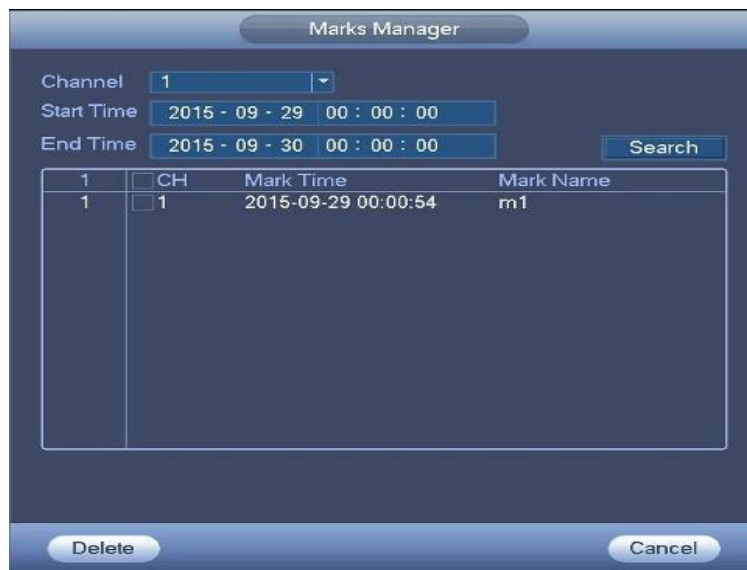 Marks Manager
Channel 1
Start Time 2015 - 09 - 29 00 : 00 : 00
End Time 2015 - 09 - 30 00 : 00 : 00
Search
1 CH Mark Time Mark Name
1 1 2015-09-29 00:00:54 m1
Delete Cancel